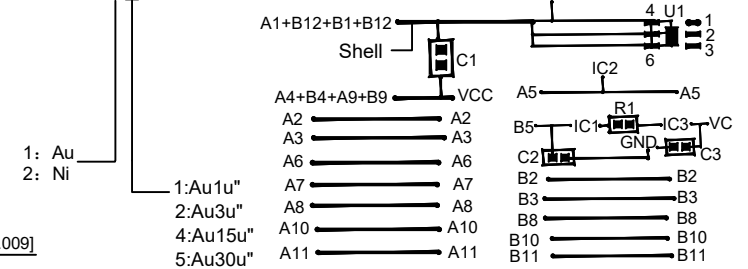 A1+B12+B1+B12
4
U1
1
2
Shell
3
C1
6
IC2
A4+B4+A9+B9
VCC
A5
A5
A2
A2
R1
B5
IC1
IC3
VC
A3
A3
GND
1: Au
A6
A6
C2
C3
2: Ni
1:Au1u"
A7
A7
B2
B2
2:Au3u"
A8
A8
B3
B3
4:Au15u"
A10
A10
B8
B8
.009]
B10
B10
5:Au30u"
A11
A11
B11
B11